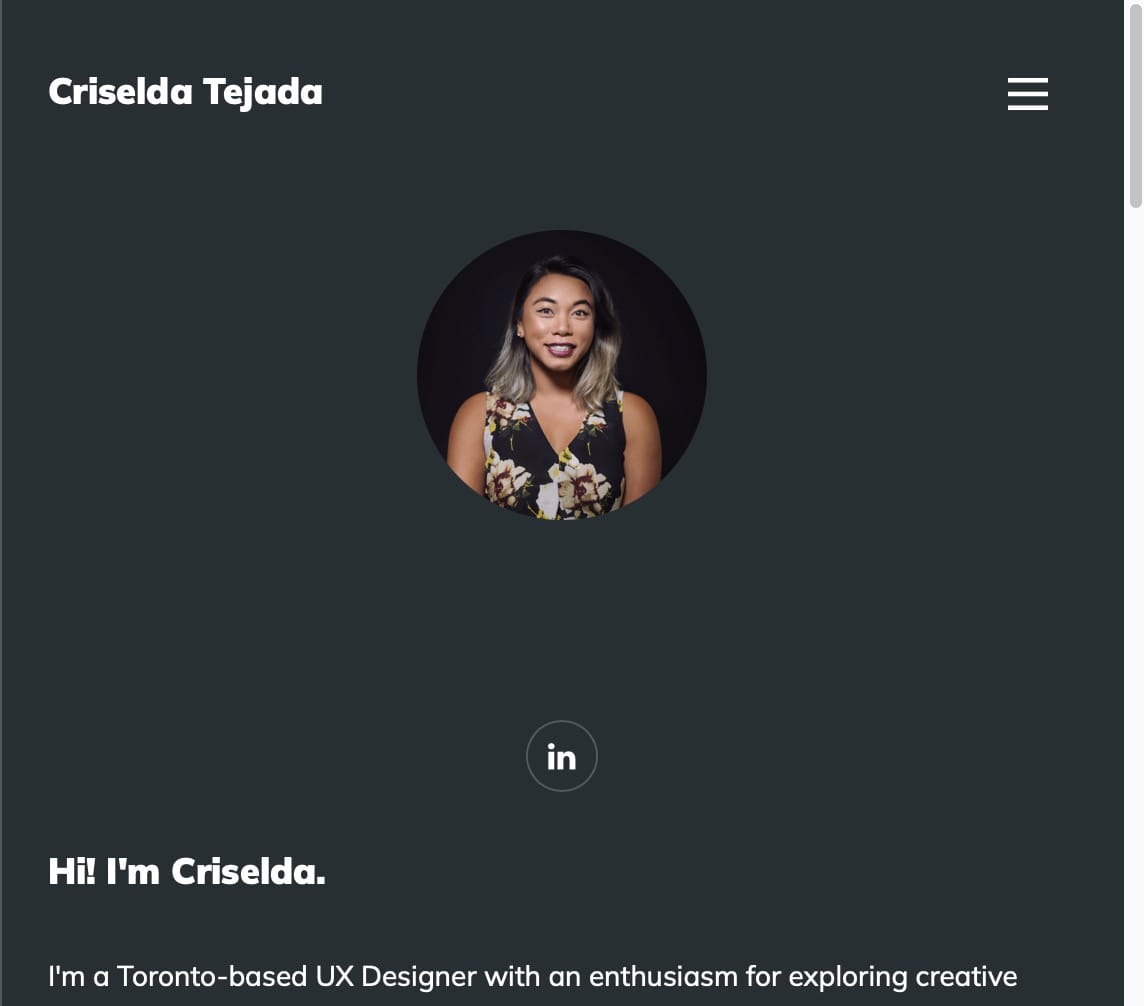 Criselda Tejada
in
Hi! I'm Criselda.
I'm a Toronto-based UX Designer with an enthusiasm for exploring creative